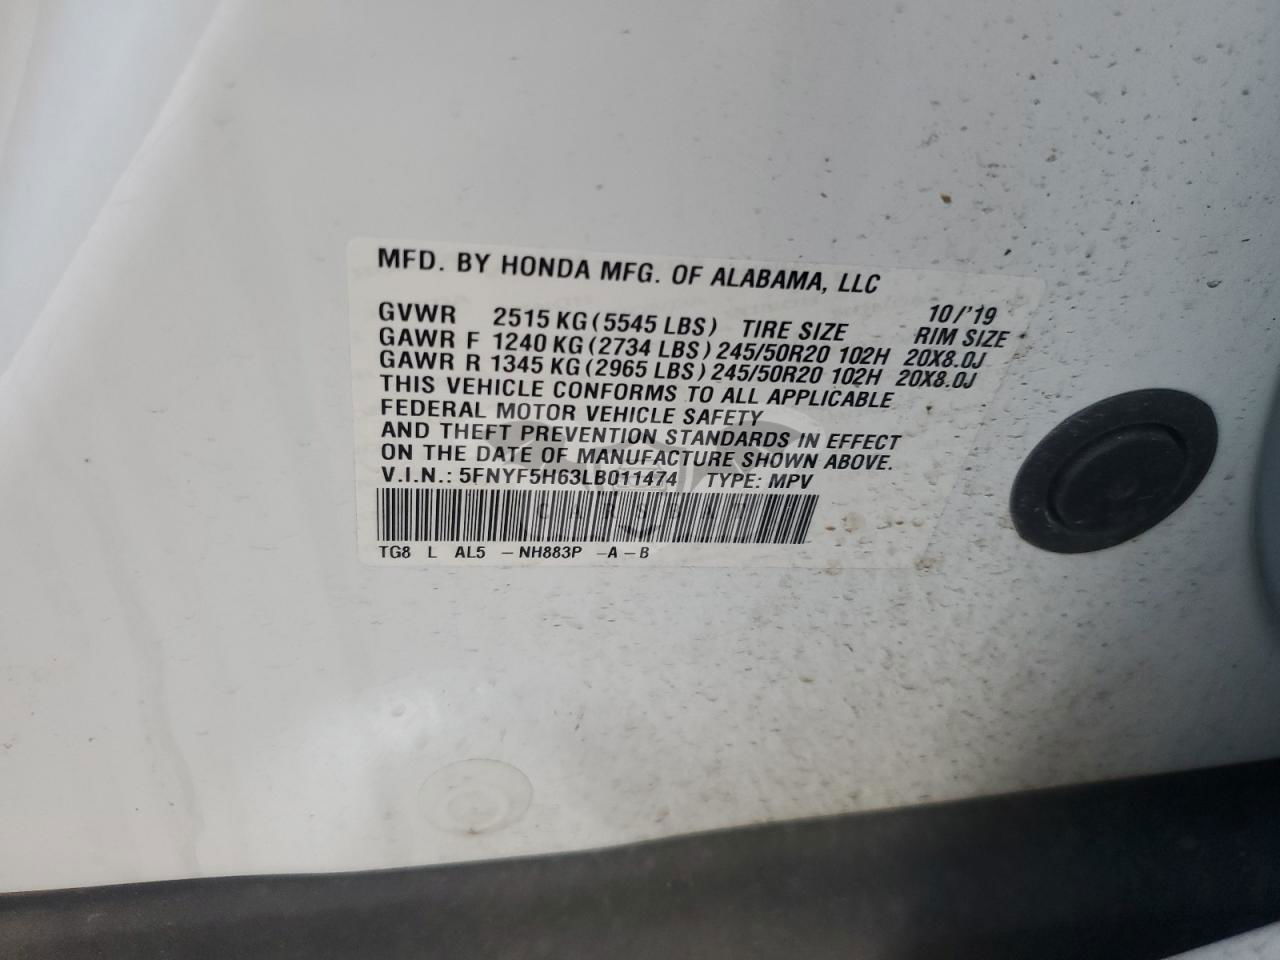 MFD. BY HONDA MFG. OF ALABAMA, LLC
10/'19
GVWR 2515 KG (5545 LBS) TIRE SIZE RIM SIZE
GAWR F 1240 KG (2734 LBS) 245/50R20 102H 20X8.0J
GAWR R 1345 KG (2965 LBS) 245/50R20 102H 20X8.0J
THIS VEHICLE CONFORMS TO ALL APPLICABLE
FEDERAL MOTOR VEHICLE SAFETY
AND THEFT PREVENTION STANDARDS IN EFFECT
ON THE DATE OF MANUFACTURE SHOWN ABOVE.
V.I.N.: 5FNYF5H63LB011474 TYPE: MPV
TG8 L AL5 -NH883P -A-B